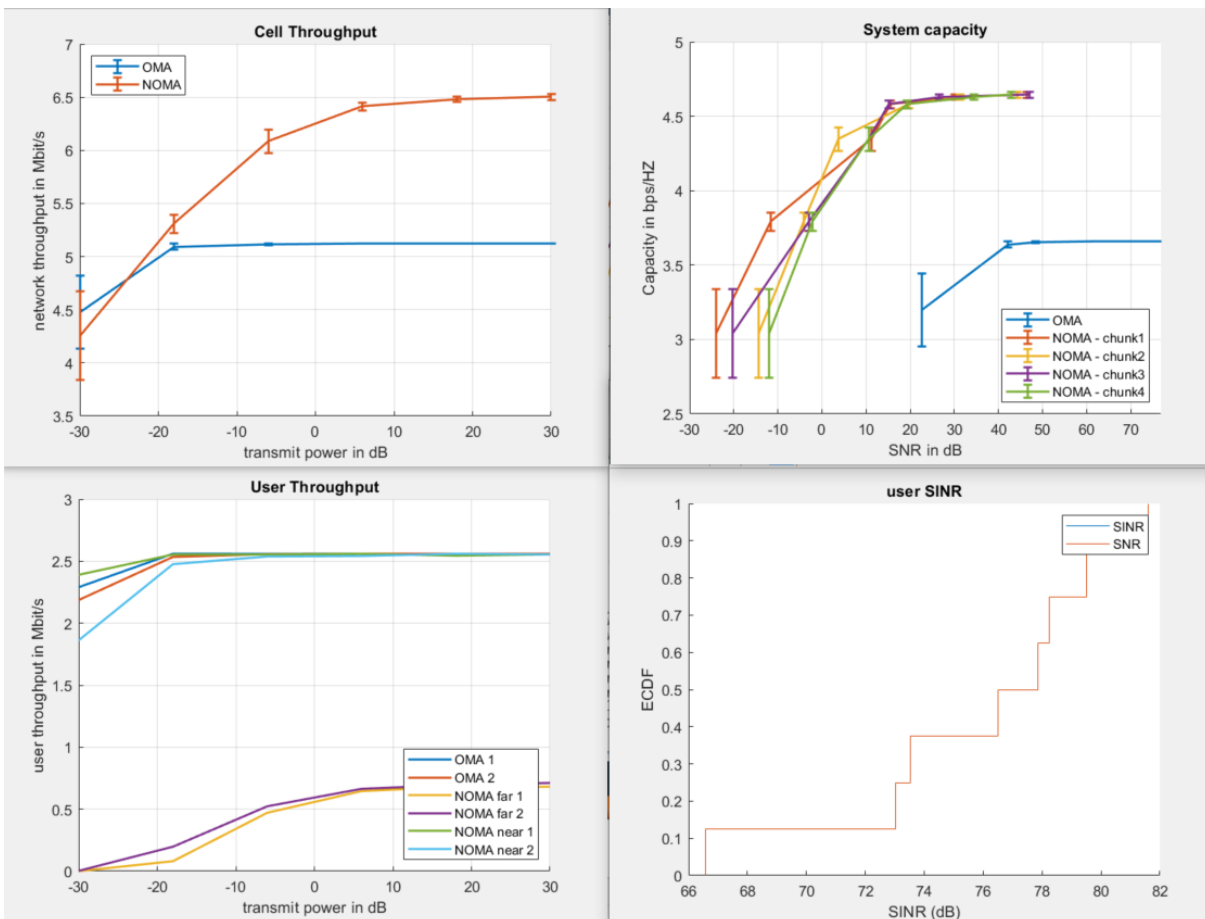 Cell Throughput
7
6.5
6
5.5
5
4.5
4
3.5
network throughput in Mbit/s
OMA
NOMA
-30 -20 -10 0 10 20 30
transmit power in dB
System capacity
5
4.5
4
3.5
3
2.5
Capacity in bps/HZ
OMA
NOMA - chunk1
NOMA - chunk2
NOMA - chunk3
NOMA - chunk4
-30 -20 -10 0 10 20 30 40 50 60 70
SNR in dB
User Throughput
3
2.5
2
1.5
1
0.5
0
user throughput in Mbit/s
OMA 1
OMA 2
NOMA far 1
NOMA far 2
NOMA near 1
NOMA near 2
-30 -20 -10 0 10 20 30
transmit power in dB
user SINR
1
0.9
0.8
0.7
0.6
0.5
0.4
0.3
0.2
0.1
0
ECDF
SINR
SNR
66 68 70 72 74 76 78 80 82
SINR (dB)